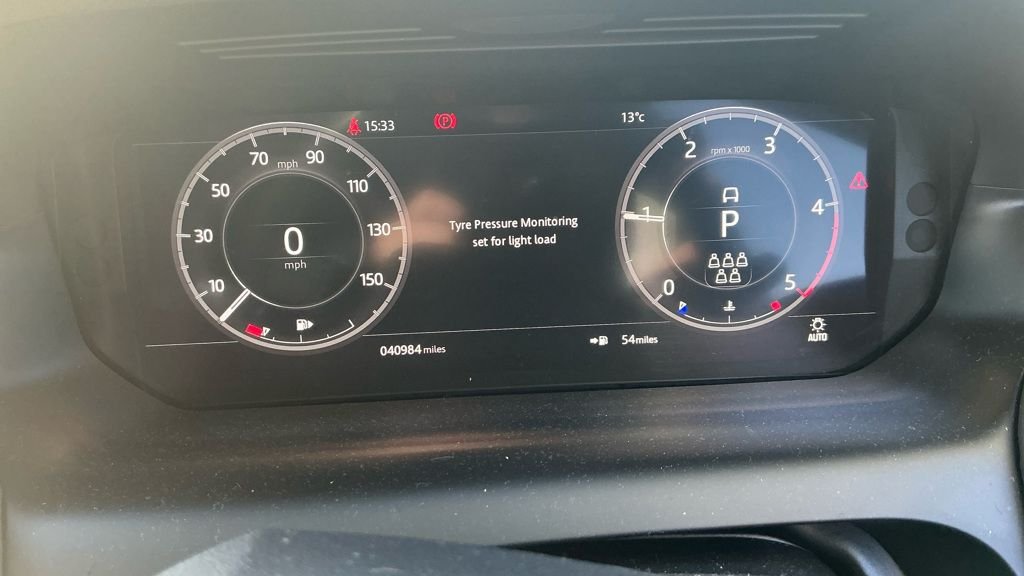 15:33
P
13°c
10
30
50
70
90
110
130
150
mph
0
mph
Tyre Pressure Monitoring
set for light load
0
1
2
3
4
5
rpm x 1000
P
040984 miles
54 miles
AUTO